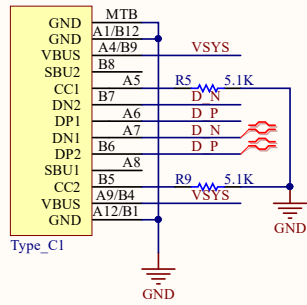 GND MTB
GND A1/B12
VBUS A4/B9 VSYS
SBU2 B8
CC1 A5 R5 5.1K
DN2 B7 D_N
DP1 A6 D_P
DN1 A7 D_N
DP2 B6 D_P
SBU1 A8
CC2 B5 R9 5.1K
VBUS A9/B4 VSYS
GND A12/B1
Type_C1
GND
GND